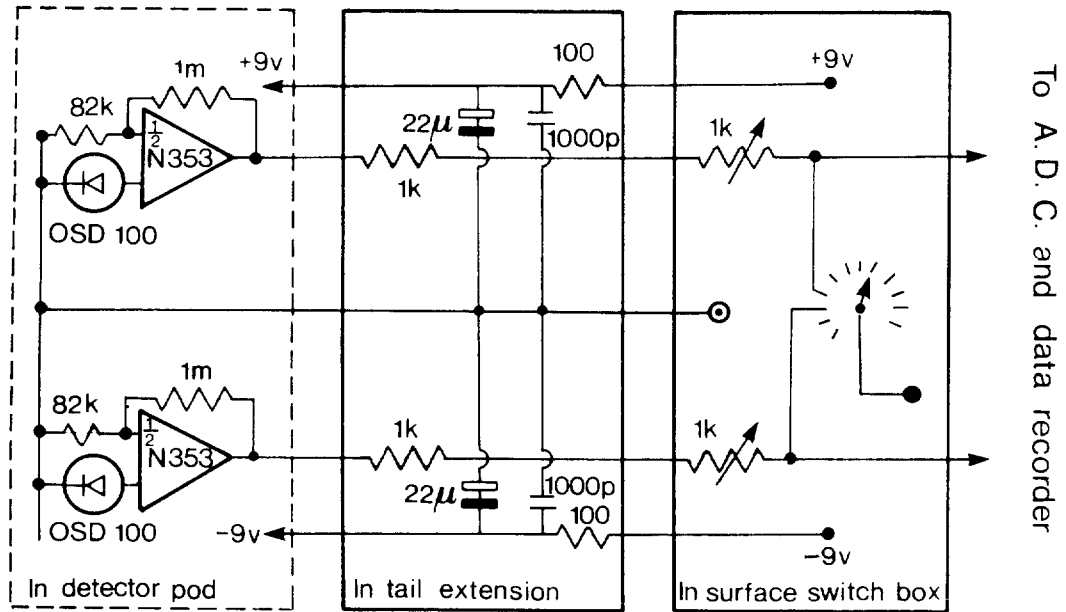 +9v
1m
82k
1/2
N353
OSD 100
100
22μ
1000p
1k
+9v
1k
To A. D. C. and data recorder
1m
82k
1/2
N353
OSD 100
−9v
1k
22μ
1000p
100
1k
−9v
In detector pod
In tail extension
In surface switch box